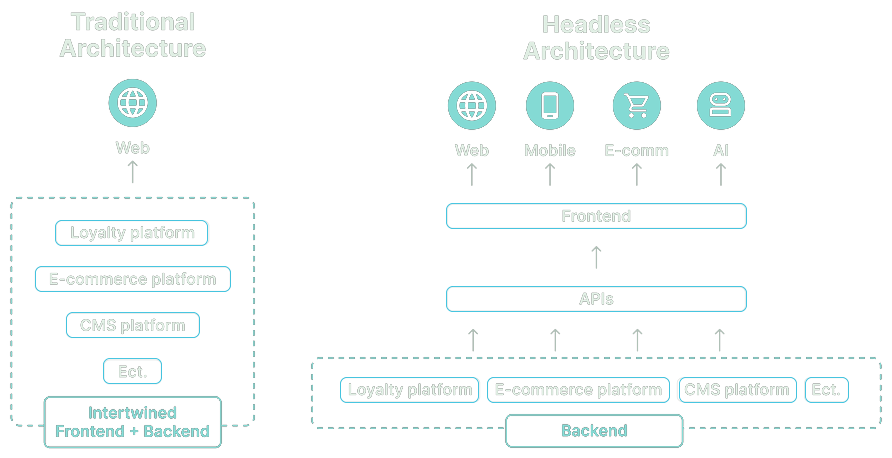 Traditional
Architecture
Web
Loyalty platform
E-commerce platform
CMS platform
Ect.
Intertwined
Frontend + Backend
Headless
Architecture
Web Mobile E-comm AI
Frontend
APIs
Loyalty platform E-commerce platform CMS platform Ect.
Backend